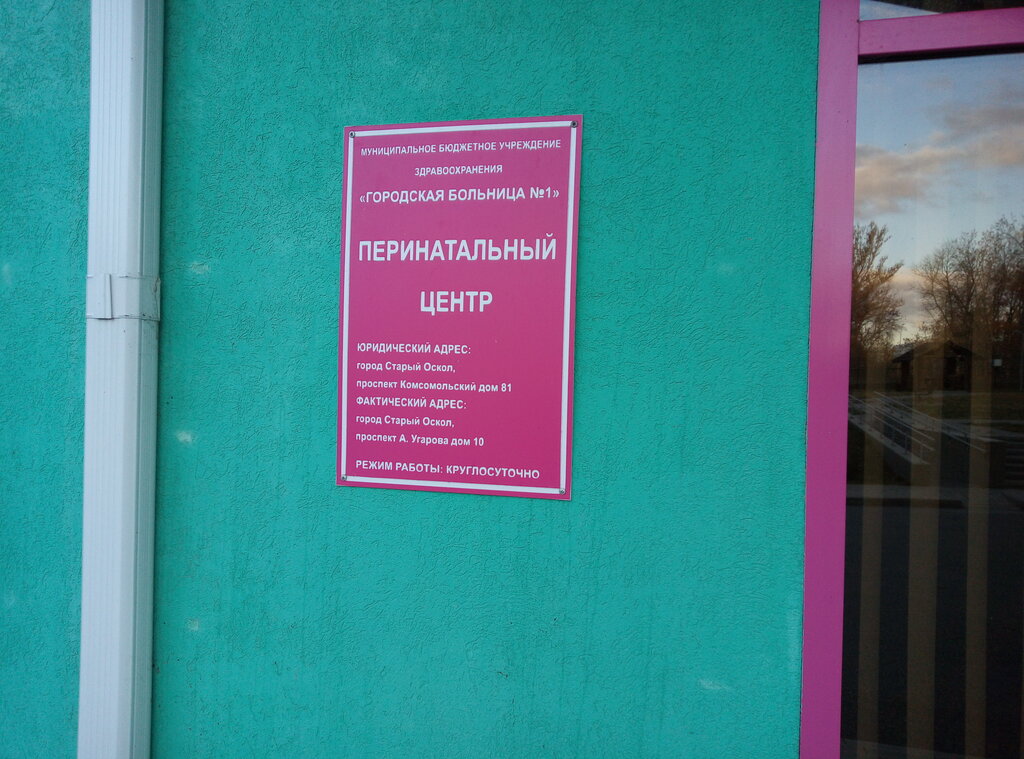 МУНИЦИПАЛЬНОЕ БЮДЖЕТНОЕ УЧРЕЖДЕНИЕ
ЗДРАВООХРАНЕНИЯ
«ГОРОДСКАЯ БОЛЬНИЦА №1»
ПЕРИНАТАЛЬНЫЙ
ЦЕНТР
ЮРИДИЧЕСКИЙ АДРЕС:
город Старый Оскол,
проспект Комсомольский дом 81
ФАКТИЧЕСКИЙ АДРЕС:
город Старый Оскол,
проспект А. Угарова дом 10
РЕЖИМ РАБОТЫ: КРУГЛОСУТОЧНО